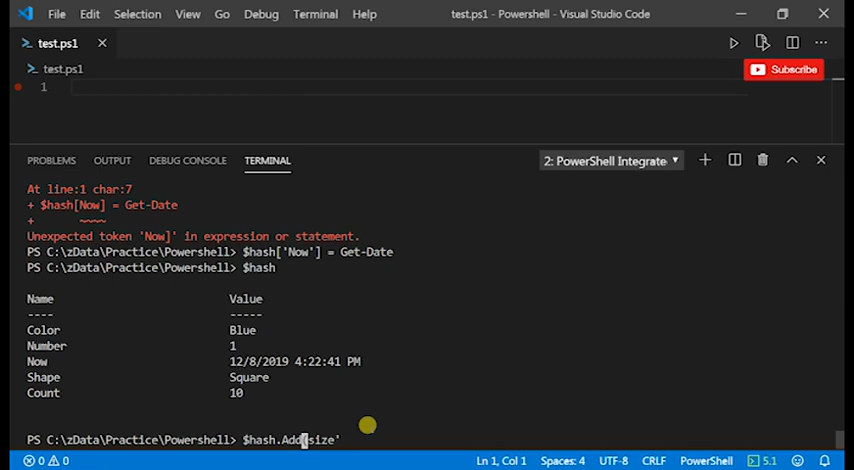 File Edit Selection View Go Debug Terminal Help test.ps1 - Powershell - Visual Studio Code
test.ps1
test.ps1
Subscribe
1
PROBLEMS OUTPUT DEBUG CONSOLE TERMINAL 2: PowerShell Integrate
At line:1 char:7
+ $hash[Now] = Get-Date
+ ~~~~
Unexpected token 'Now]' in expression or statement.
PS C:\zData\Practice\Powershell> $hash['Now'] = Get-Date
PS C:\zData\Practice\Powershell> $hash
Name Value
---- -----
Color Blue
Number 1
Now 12/8/2019 4:22:41 PM
Shape Square
Count 10
PS C:\zData\Practice\Powershell> $hash.Add(size'
0 0 Ln 1, Col 1 Spaces: 4 UTF-8 CRLF PowerShell 5.1